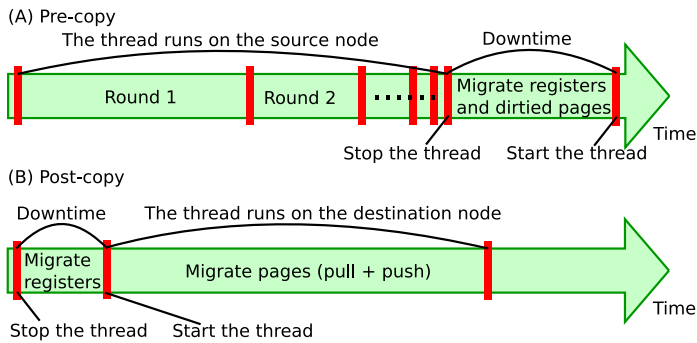 (A) Pre-copy
The thread runs on the source node
Downtime
Round 1
Round 2
Migrate registers
and dirtied pages
Time
Stop the thread
Start the thread
(B) Post-copy
Downtime
The thread runs on the destination node
Migrate
registers
Migrate pages (pull + push)
Time
Stop the thread
Start the thread